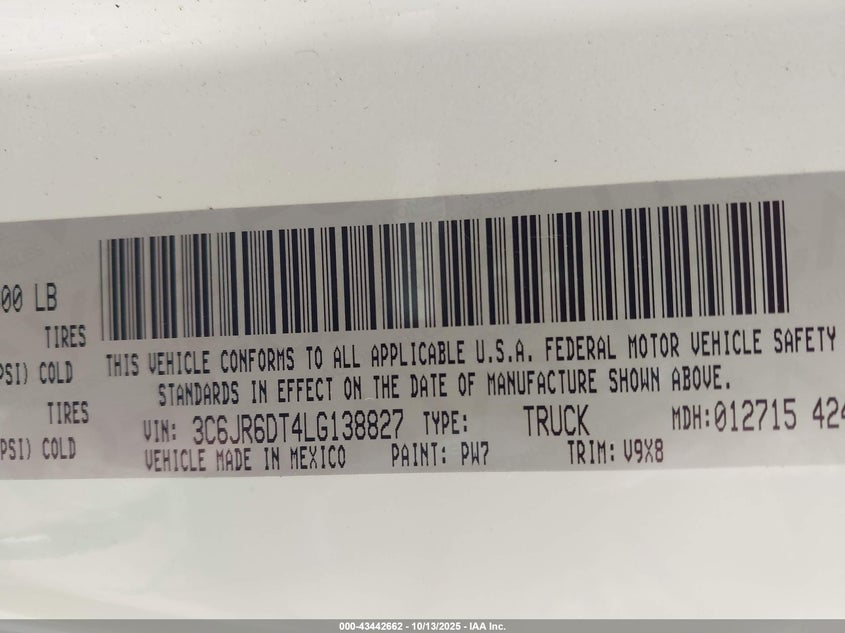 00 LB
TIRES
PSI) COLD
TIRES
PSI) COLD
THIS VEHICLE CONFORMS TO ALL APPLICABLE U.S.A. FEDERAL MOTOR VEHICLE SAFETY
STANDARDS IN EFFECT ON THE DATE OF MANUFACTURE SHOWN ABOVE.
VIN: 3C6JR6DT4LG138827 TYPE: TRUCK MDH:012715 424
VEHICLE MADE IN MEXICO PAINT: PW7 TRIM: V9X8
000-43442662 - 10/13/2025 - IAA Inc.